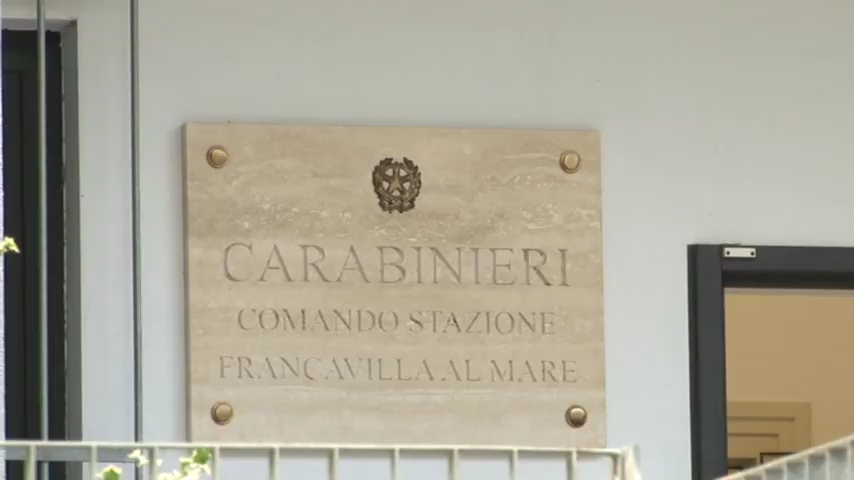 CARABINIERI
COMANDO STAZIONE
FRANCAVILLA AL MARE